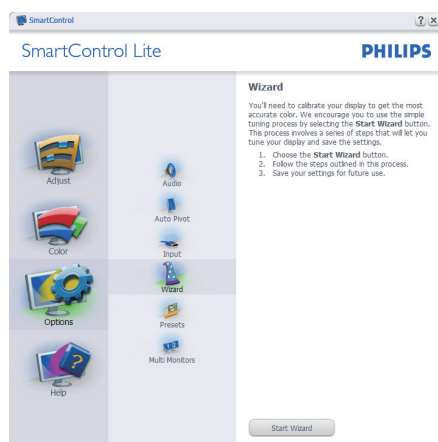 SmartControl
? x
SmartControl Lite
PHILIPS
Adjust
Color
Options
Help
Audio
Auto Pivot
Input
Wizard
Presets
Multi Monitors
Wizard
You'll need to calibrate your display to get the most
accurate color. We encourage you to use the simple
tuning process by selecting the Start Wizard button.
This process involves a series of steps that will let you
tune your display and save the settings.
1. Choose the Start Wizard button.
2. Follow the steps outlined in this process.
3. Save your settings for future use.
Start Wizard